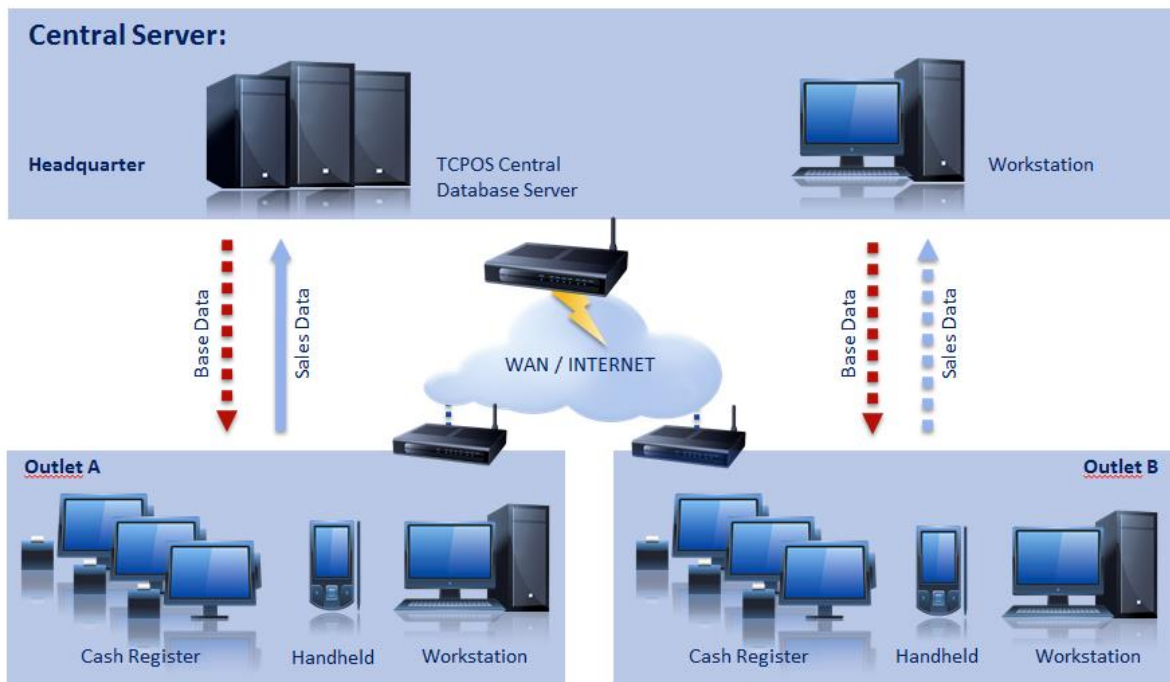 Central Server:
Headquarter
TCPOS Central
Database Server
Workstation
Base Data
Sales Data
WAN / INTERNET
Base Data
Sales Data
Outlet A
Cash Register
Handheld
Workstation
Outlet B
Cash Register
Handheld
Workstation